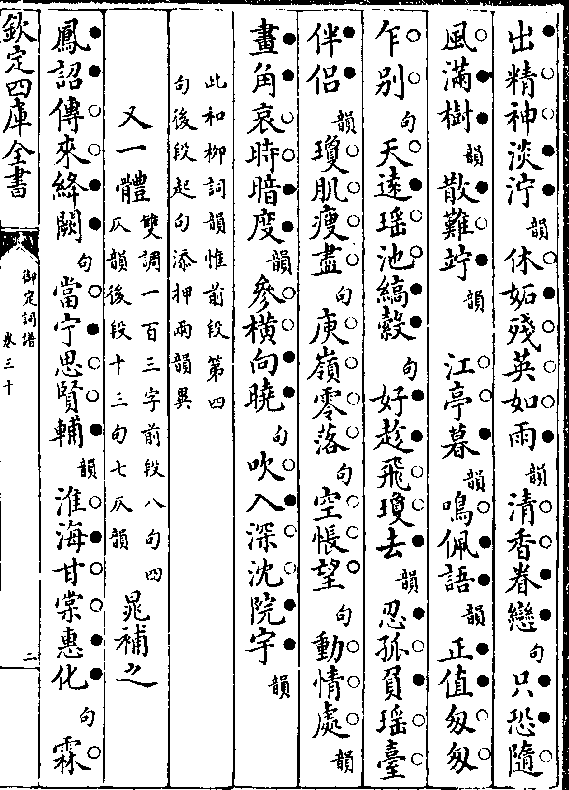 出精神淡泞韻休妬殘英如雨韻清香眷戀句只恐隨
風滿樹韻散難竚韻江亭暮韻鳴佩語韻正值匆匆
乍别句天遠瑶池縞縠句好趁飛瓊去韻忍孤負瑶臺
伴侣韻瓊肌瘦盡句庾嶺零落句空悵望句動情處韻
畫角哀時暗度韻參横向曉句吹入深沈院宇韻
此和柳詞韻惟前段第四
句後段起句添押兩韻異
又一體雙調一百三字前段八句四
仄韻後段十三句七仄韻晁補之
鳳詔傳來絳闕句當宁思賢輔韻淮海甘棠惠化句霖
欽定四庫全書
御定詞譜
卷三十
二